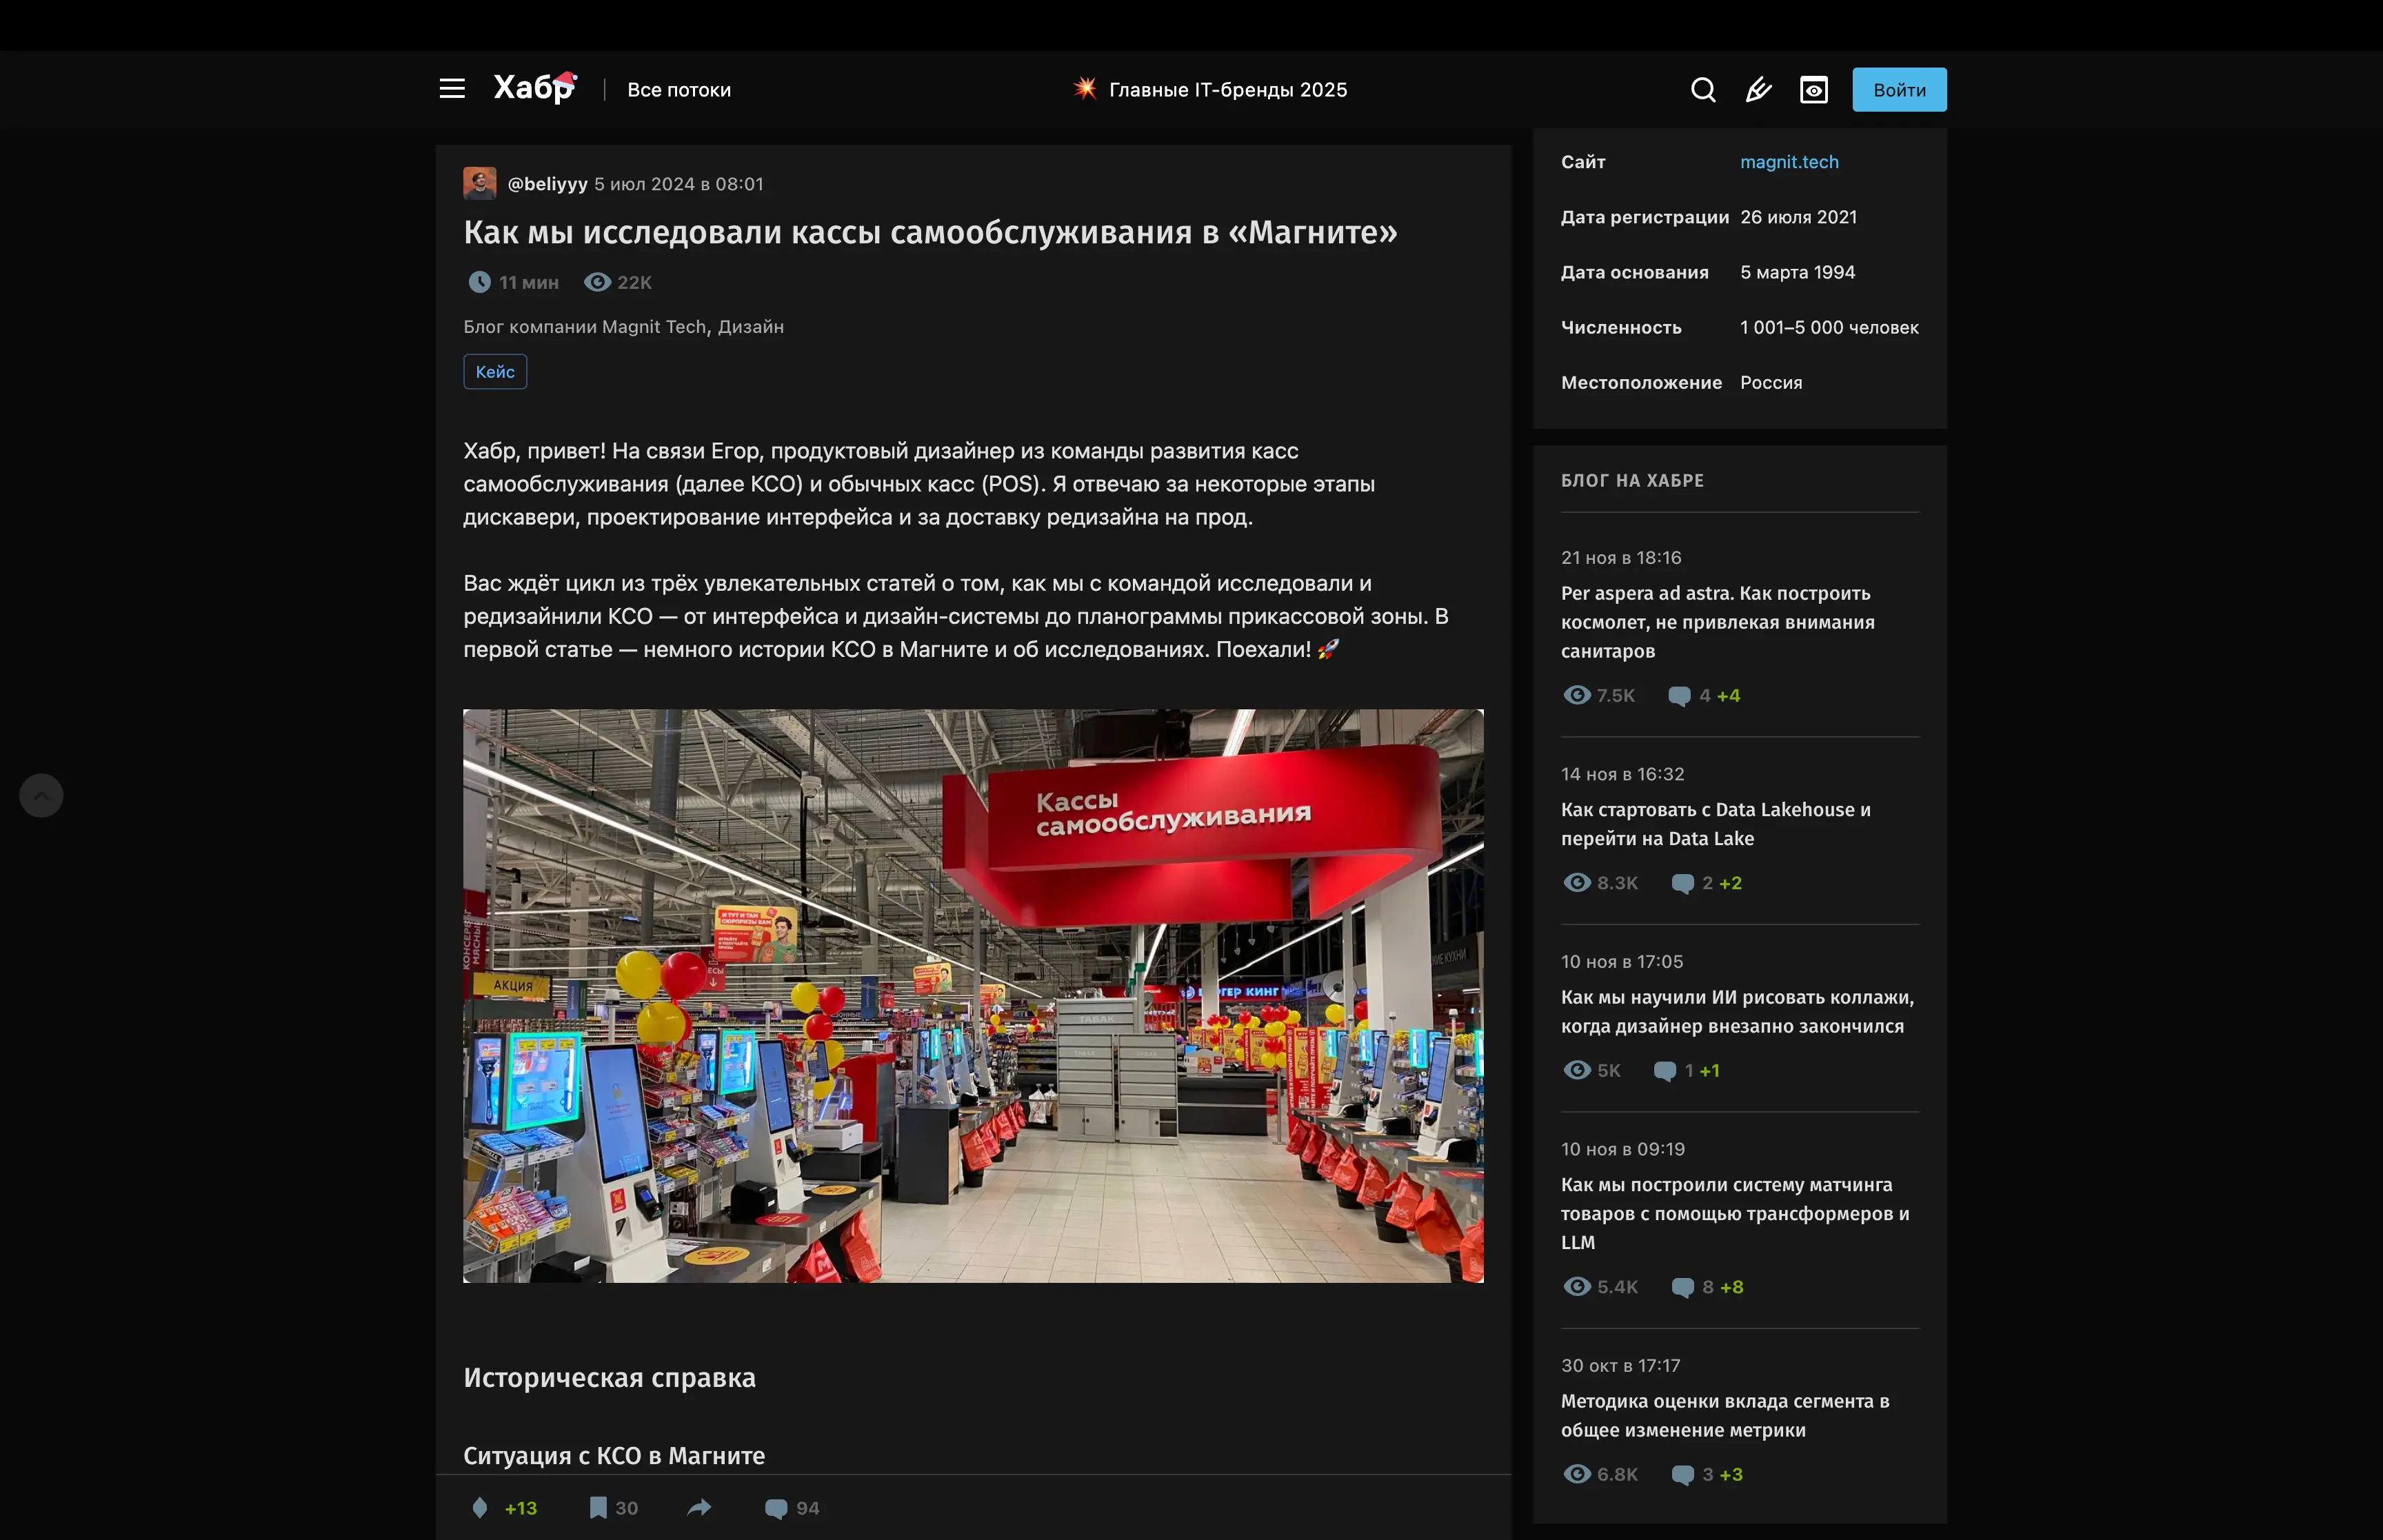 Хабр
Все потоки
Главные IT-бренды 2025
Войти
@beliyyy 5 июл 2024 в 08:01
Как мы исследовали кассы самообслуживания в «Магните»
11 мин 22K
Блог компании Magnit Tech, Дизайн
Кейс
Хабр, привет! На связи Егор, продуктовый дизайнер из команды развития касс
самообслуживания (далее КСО) и обычных касс (POS). Я отвечаю за некоторые этапы
дискавери, проектирование интерфейса и за доставку редизайна на прод.
Вас ждёт цикл из трёх увлекательных статей о том, как мы с командой исследовали и
редизайнили КСО — от интерфейса и дизайн-системы до планограммы прикассовой зоны. В
первой статье — немного истории КСО в Магните и об исследованиях. Поехали! 🚀
Кассы
самообслуживания
И ТУТ И ТАМ
СЮРПРИЗЫ ВАМ
АКЦИЯ
ТАБАК
Историческая справка
Ситуация с КСО в Магните
+13
30
94
Сайт magnit.tech
Дата регистрации 26 июля 2021
Дата основания 5 марта 1994
Численность 1 001–5 000 человек
Местоположение Россия
БЛОГ НА ХАБРЕ
21 ноя в 18:16
Per aspera ad astra. Как построить
космолет, не привлекая внимания
санитаров
7.5K 4 +4
14 ноя в 16:32
Как стартовать с Data Lakehouse и
перейти на Data Lake
8.3K 2 +2
10 ноя в 17:05
Как мы научили ИИ рисовать коллажи,
когда дизайнер внезапно закончился
5K 1 +1
10 ноя в 09:19
Как мы построили систему матчинга
товаров с помощью трансформеров и
LLM
5.4K 8 +8
30 окт в 17:17
Методика оценки вклада сегмента в
общее изменение метрики
6.8K 3 +3